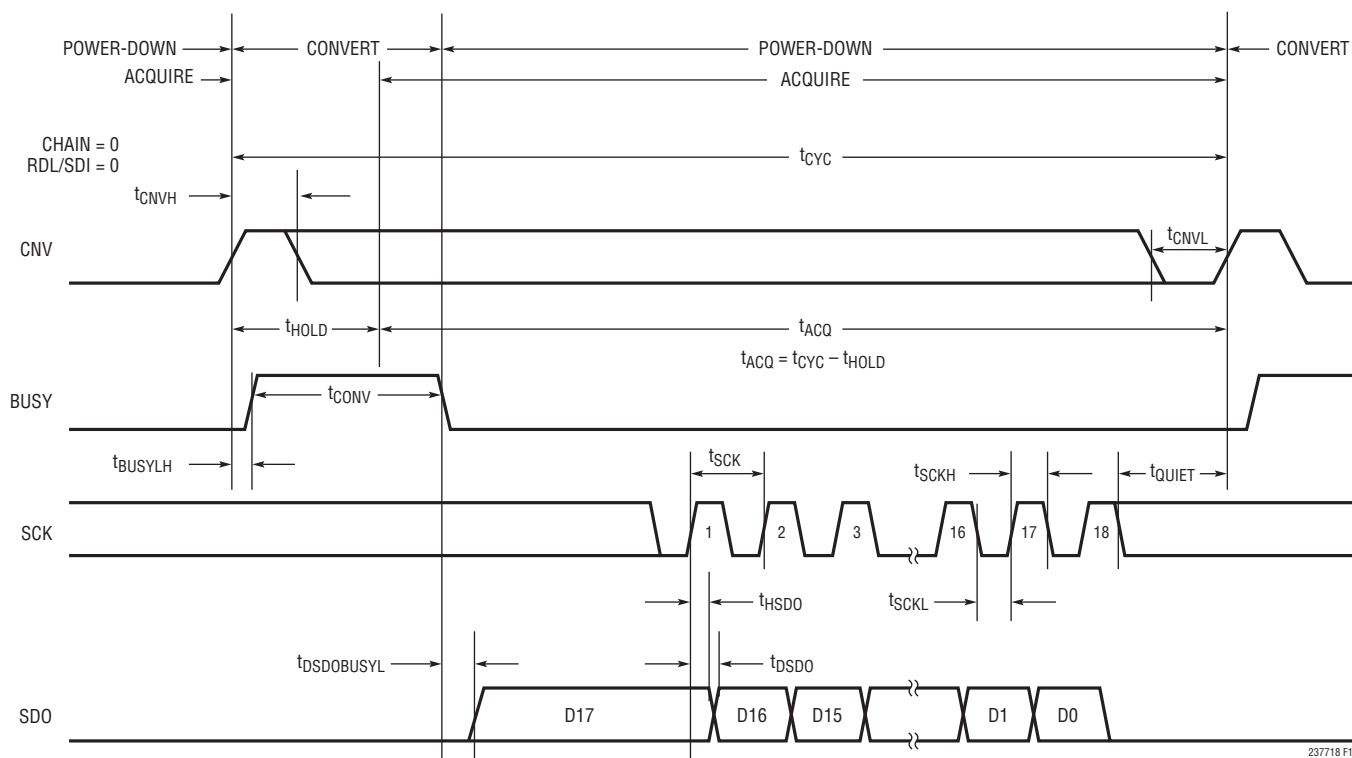 POWER-DOWN CONVERT POWER-DOWN CONVERT
ACQUIRE ACQUIRE
CHAIN = 0
RDL/SDI = 0
tCYC
tCNVH
CNV
tCNVL
tHOLD tACQ
tACQ = tCYC – tHOLD
BUSY
tCONV
tBUSYLH
tSCK tSCKH tQUIET
SCK
1 2 3 16 17 18
tHSDO tSCKL
tDSDOBUSYL tDSDO
SDO
D17 D16 D15 D1 D0
237718 F1